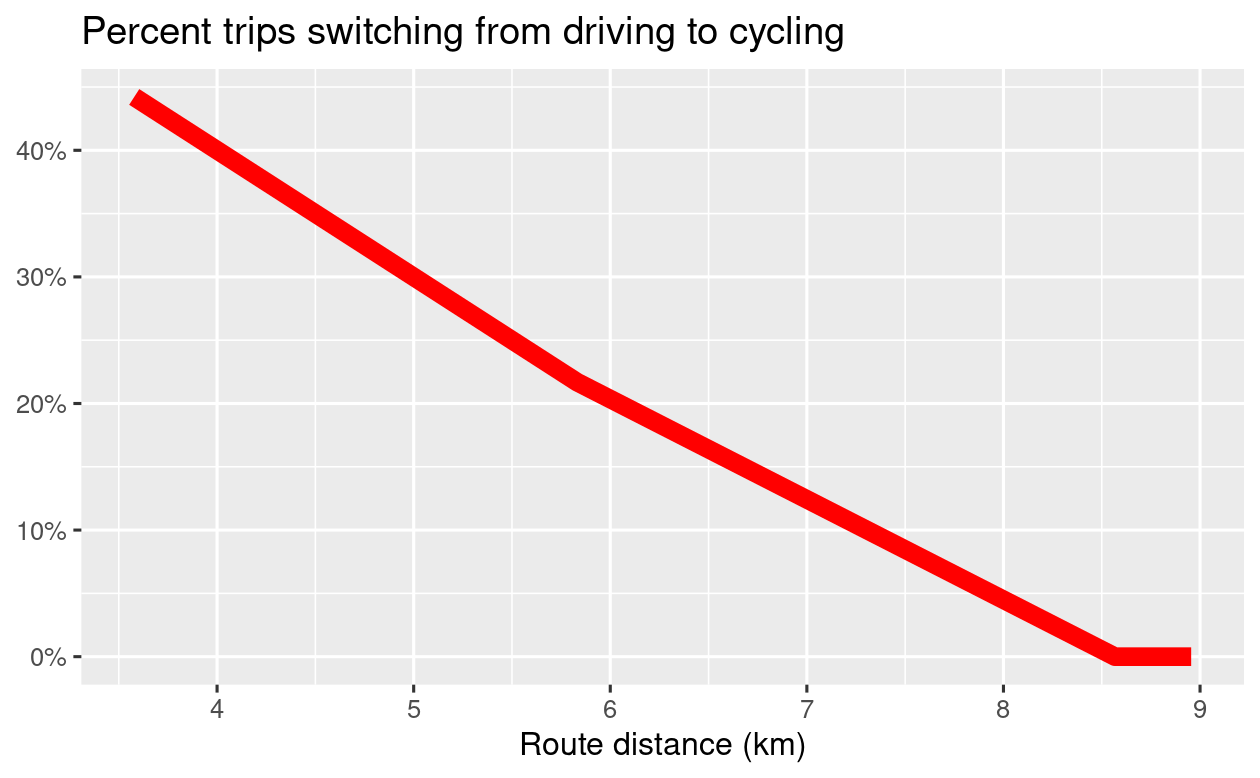 Percent trips switching from driving to cycling
40%
30%
20%
10%
0%
4 5 6 7 8 9
Route distance (km)